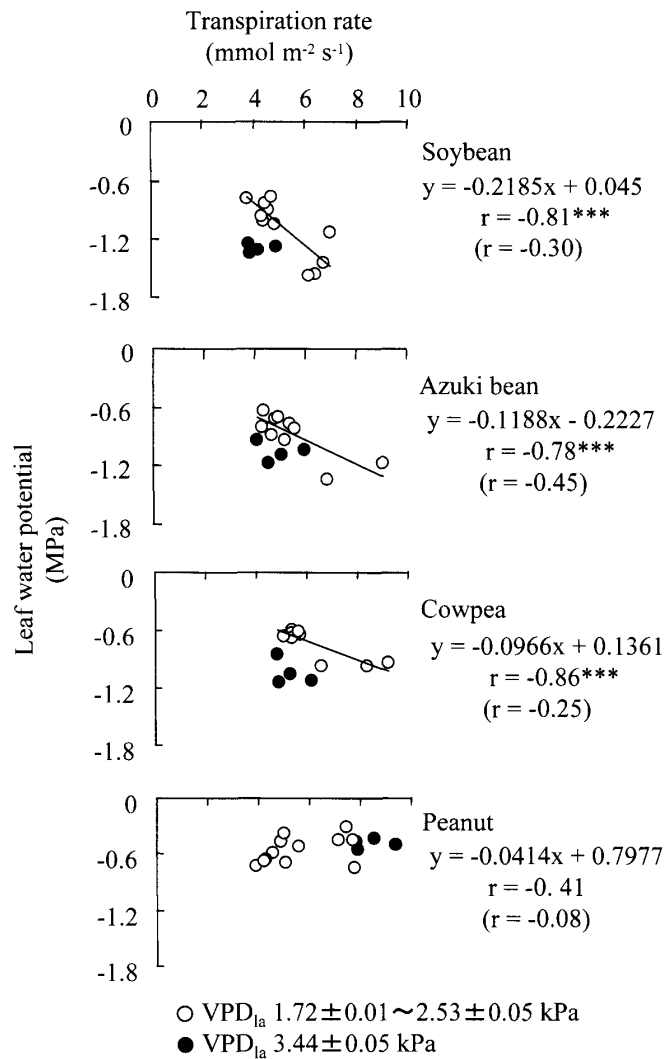 Transpiration rate
(mmol m⁻² s⁻¹)
0 2 4 6 8 10
Leaf water potential
(MPa)
0
-0.6
-1.2
-1.8
Soybean
y = -0.2185x + 0.045
r = -0.81***
(r = -0.30)
0
-0.6
-1.2
-1.8
Azuki bean
y = -0.1188x - 0.2227
r = -0.78***
(r = -0.45)
0
-0.6
-1.2
-1.8
Cowpea
y = -0.0966x + 0.1361
r = -0.86***
(r = -0.25)
0
-0.6
-1.2
-1.8
Peanut
y = -0.0414x + 0.7977
r = -0. 41
(r = -0.08)
○ VPDla 1.72±0.01～2.53±0.05 kPa
● VPDla 3.44±0.05 kPa